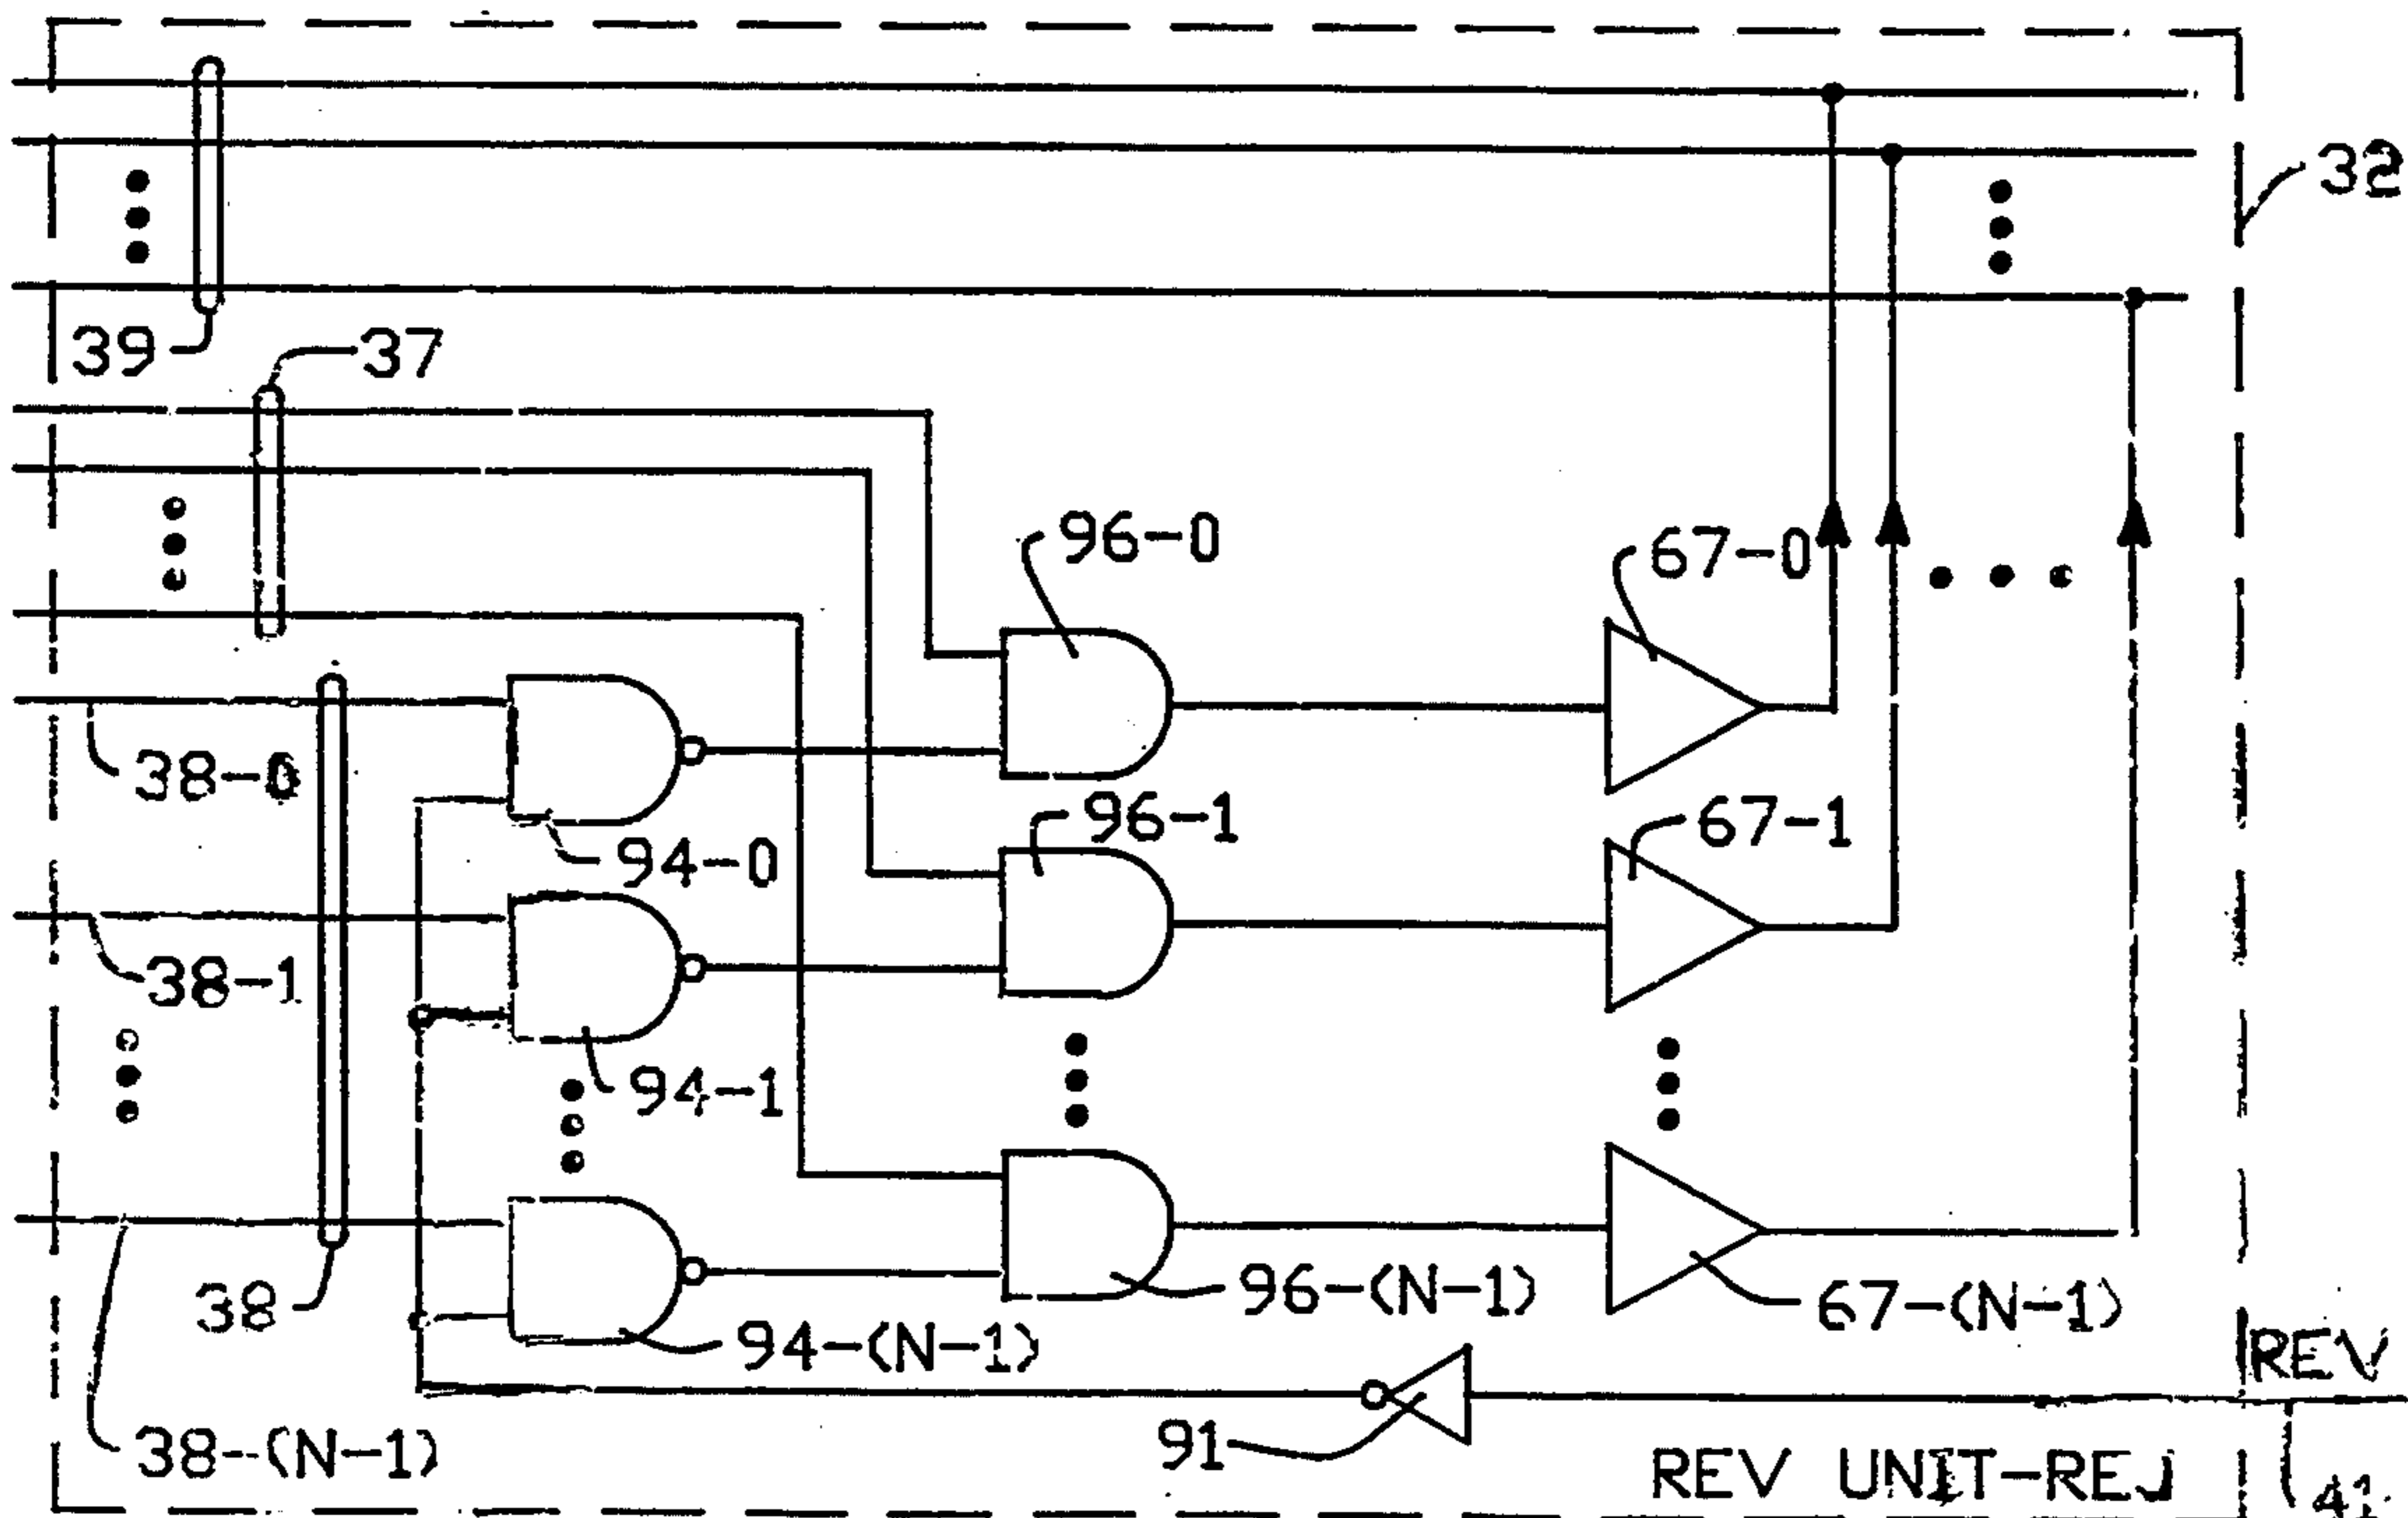 32
39
37
96-0
67-0
38-0
94-0
96-1
67-1
38-1
94-1
38
94-(N-1)
96-(N-1)
67-(N-1)
REV
38-(N-1)
91
REV UNIT-REJ
41